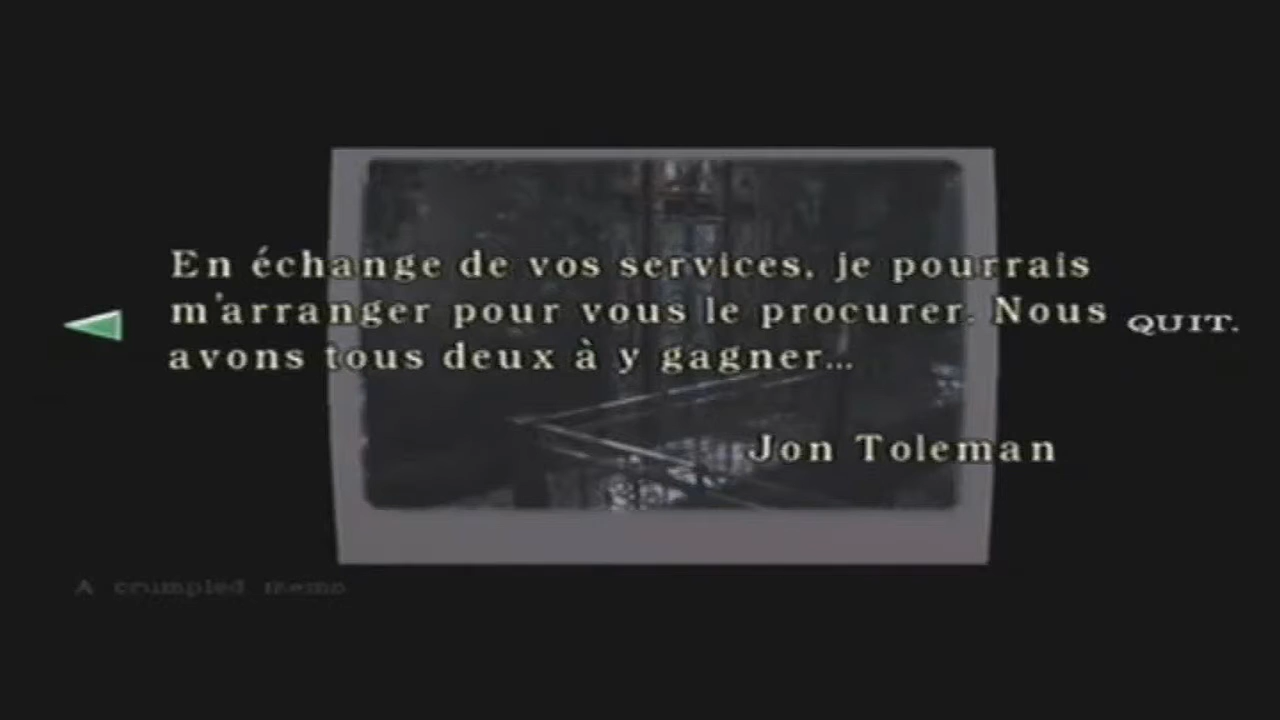 En échange de vos services, je pourrais
m'arranger pour vous le procurer. Nous
avons tous deux à y gagner...
QUIT.
Jon Toleman
A crumpled memo